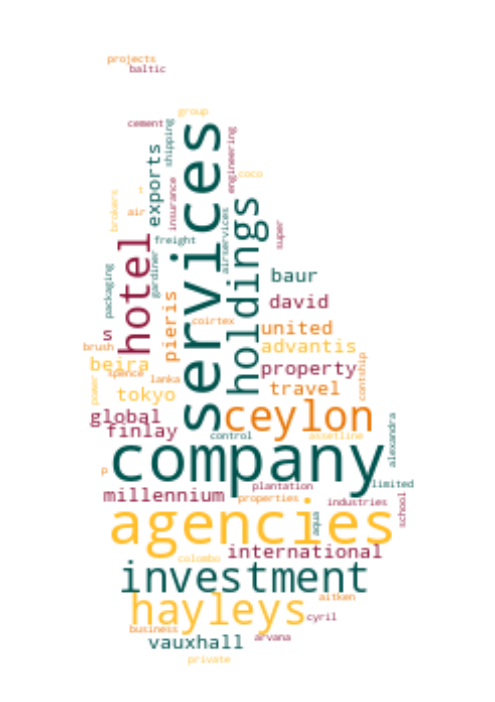 projects
baltic
group
cement
shipping
services
engineering
exports
insurance
coco
brokers
air
airservices
holdings
super
freight
hotel
gardiner
packaging
baur
david
pieris
coirtex
united
s
brush
advantis
beira
spence
lanka
property
contship
power
tokyo
travel
global
ceylon
finlay
control
assetline
alexandra
company
p
limited
plantation
millennium
properties
industries
school
agencies
aqua
international
colombo
investment
hayleys
aitken
cyril
business
vauxhall
arvana
private